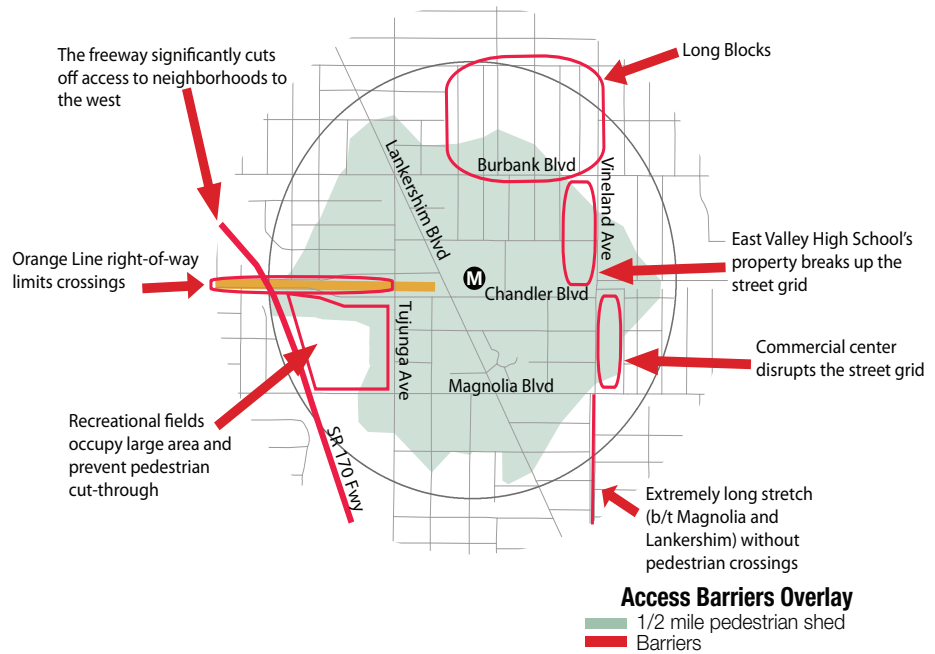 The freeway significantly cuts
off access to neighborhoods to
the west
Long Blocks
Lankershim Blvd
Burbank Blvd
Vineland Ave
Orange Line right-of-way
limits crossings
East Valley High School’s
property breaks up the
street grid
M
Chandler Blvd
Tujunga Ave
Commercial center
disrupts the street grid
Magnolia Blvd
Recreational fields
occupy large area and
prevent pedestrian
cut-through
SR 170 Fwy
Extremely long stretch
(b/t Magnolia and
Lankershim) without
pedestrian crossings
Access Barriers Overlay
1/2 mile pedestrian shed
Barriers